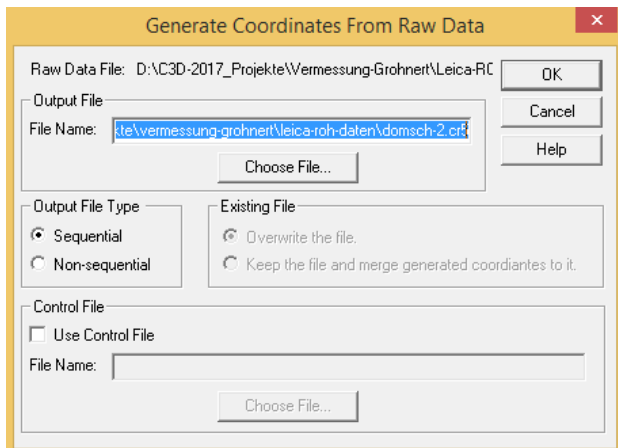 Generate Coordinates From Raw Data
Raw Data File: D:\C3D-2017_Projekte\Vermessung-Grohnert\Leica-RO
OK
Cancel
Help
Output File
File Name: kte\vermessung-grohnert\leica-roh-daten\domsch-2.cr5
Choose File...
Output File Type
Sequential
Non-sequential
Existing File
Overwrite the file.
Keep the file and merge generated coordiantes to it.
Control File
Use Control File
File Name:
Choose File...